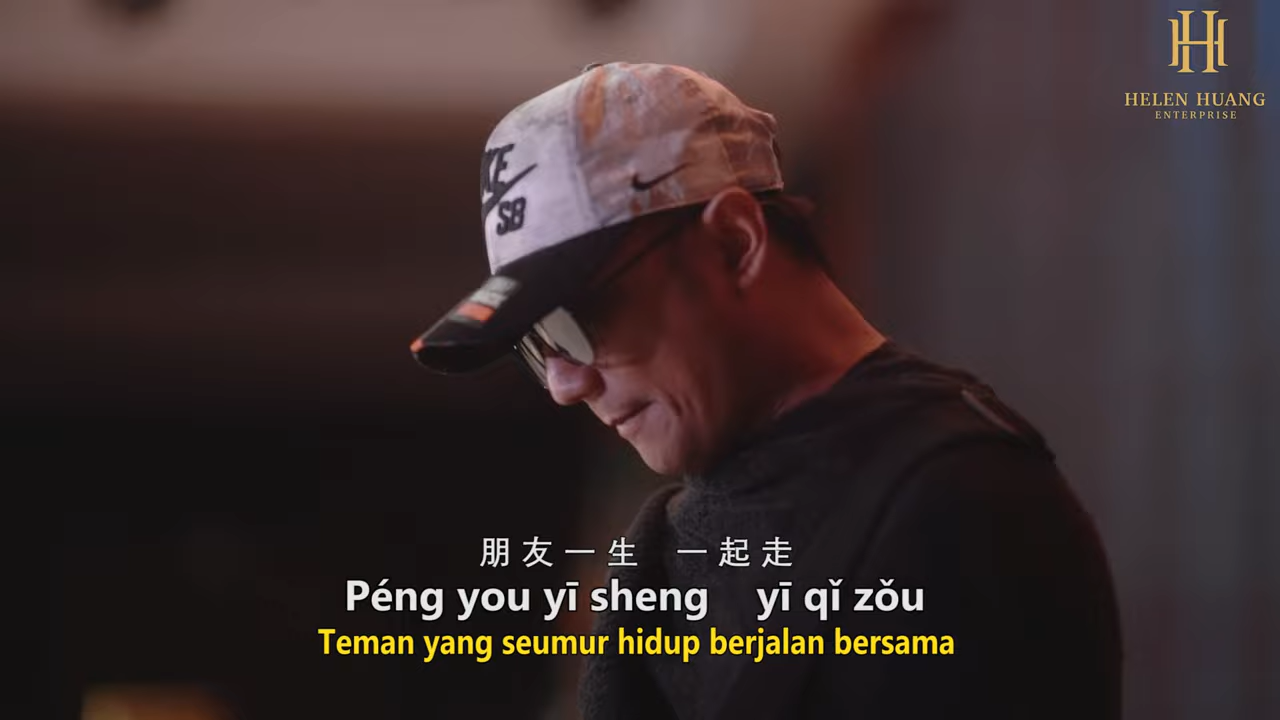 HELEN HUANG
ENTERPRISE
SB
朋友一生 一起走
Péng you yī sheng yī qǐ zǒu
Teman yang seumur hidup berjalan bersama